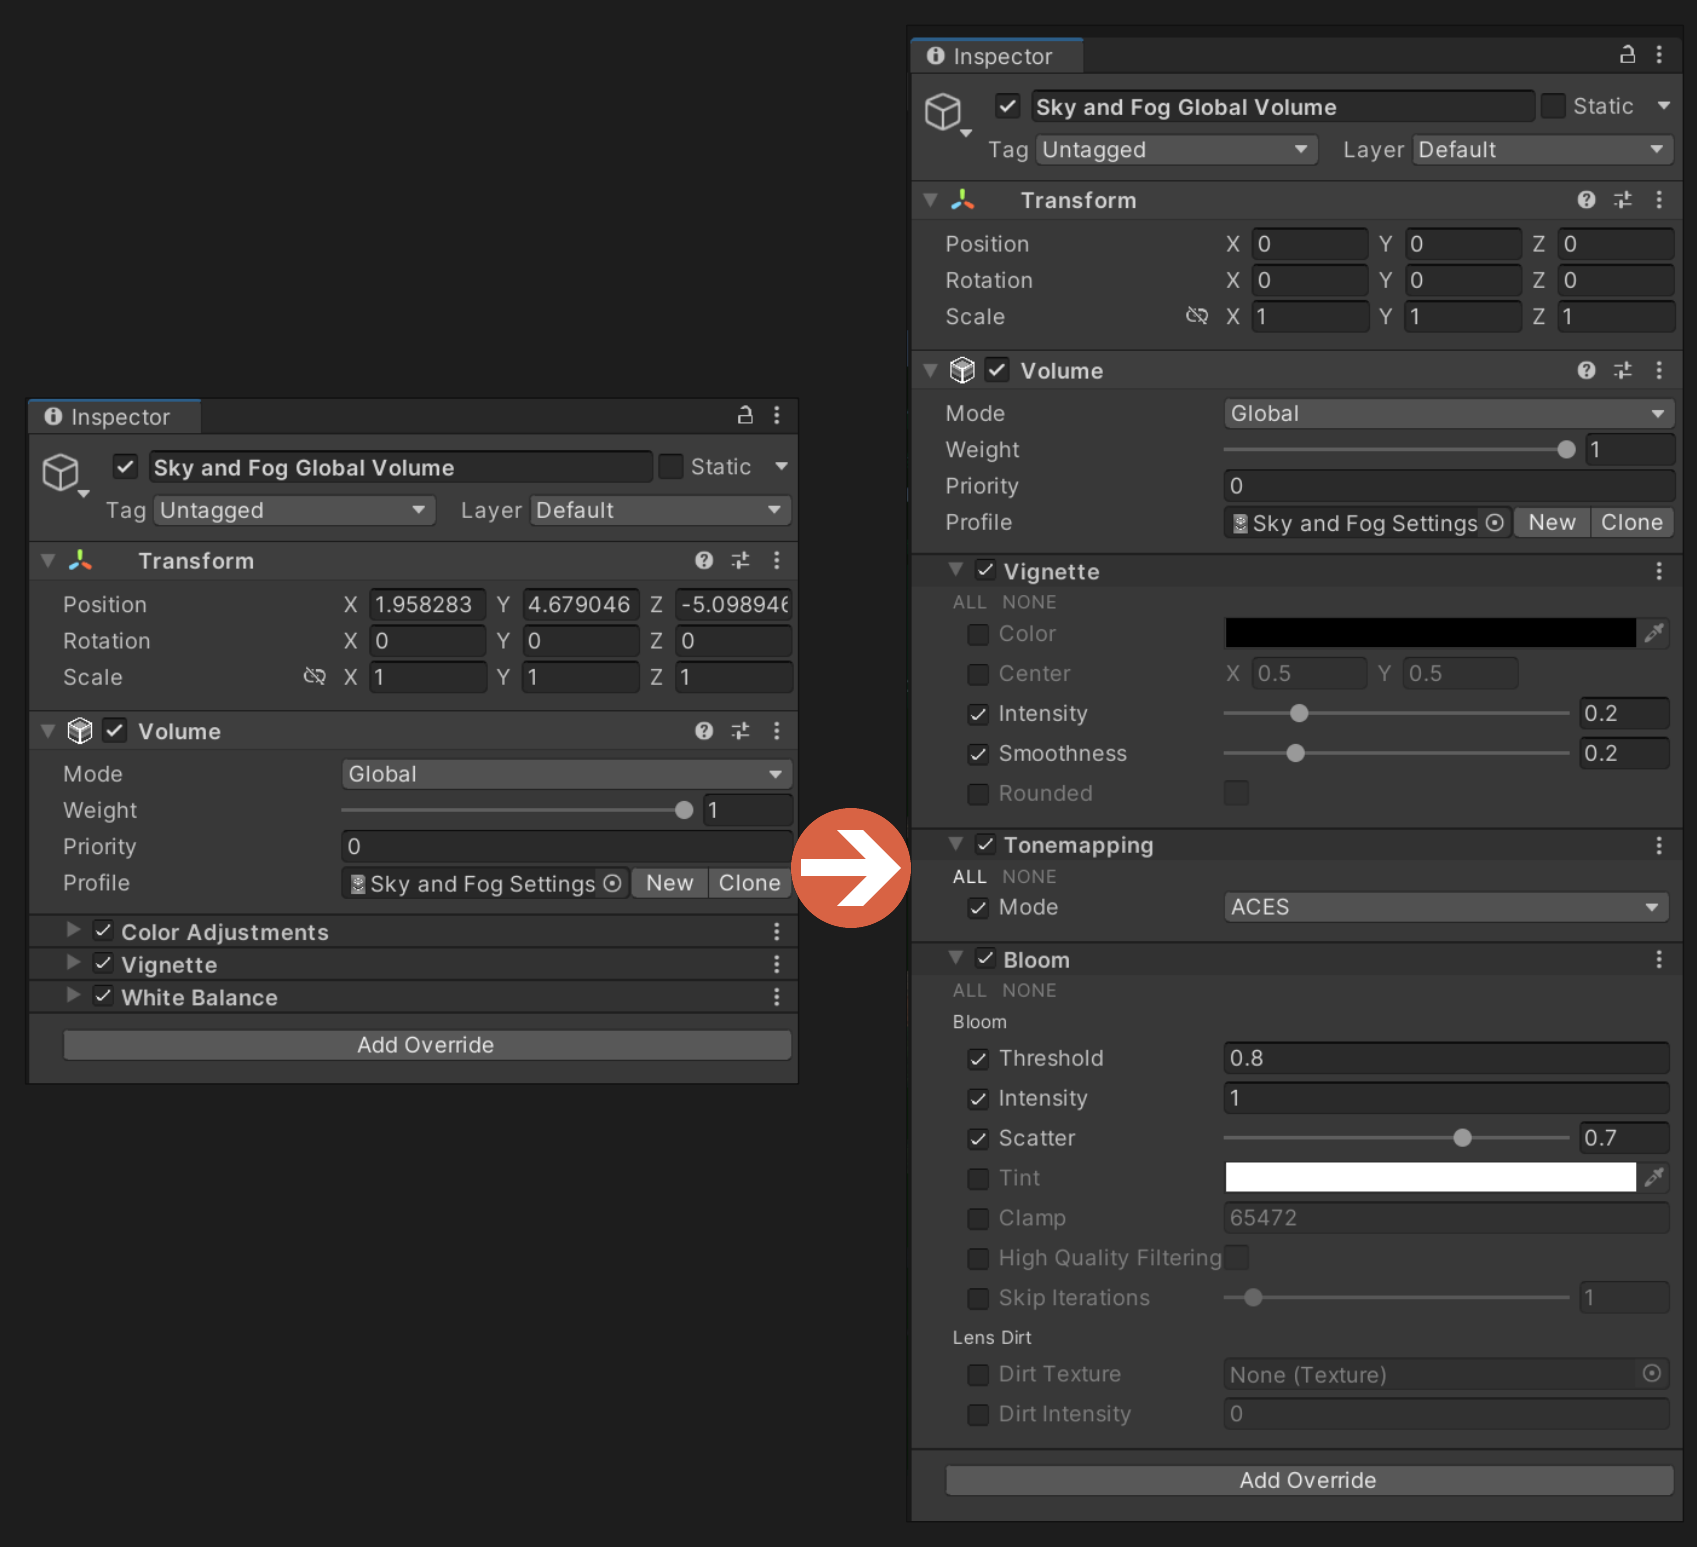 Inspector
Sky and Fog Global Volume Static
Tag Untagged Layer Default
Transform
Position X 1.958283 Y 4.679046 Z -5.098946
Rotation X 0 Y 0 Z 0
Scale X 1 Y 1 Z 1
Volume
Mode Global
Weight 1
Priority 0
Profile Sky and Fog Settings New Clone
Color Adjustments
Vignette
White Balance
Add Override
Inspector
Sky and Fog Global Volume Static
Tag Untagged Layer Default
Transform
Position X 0 Y 0 Z 0
Rotation X 0 Y 0 Z 0
Scale X 1 Y 1 Z 1
Volume
Mode Global
Weight 1
Priority 0
Profile Sky and Fog Settings New Clone
Vignette
ALL NONE
Color
Center X 0.5 Y 0.5
Intensity 0.2
Smoothness 0.2
Rounded
Tonemapping
ALL NONE
Mode ACES
Bloom
ALL NONE
Bloom
Threshold 0.8
Intensity 1
Scatter 0.7
Tint
Clamp 65472
High Quality Filtering
Skip Iterations 1
Lens Dirt
Dirt Texture None (Texture)
Dirt Intensity 0
Add Override